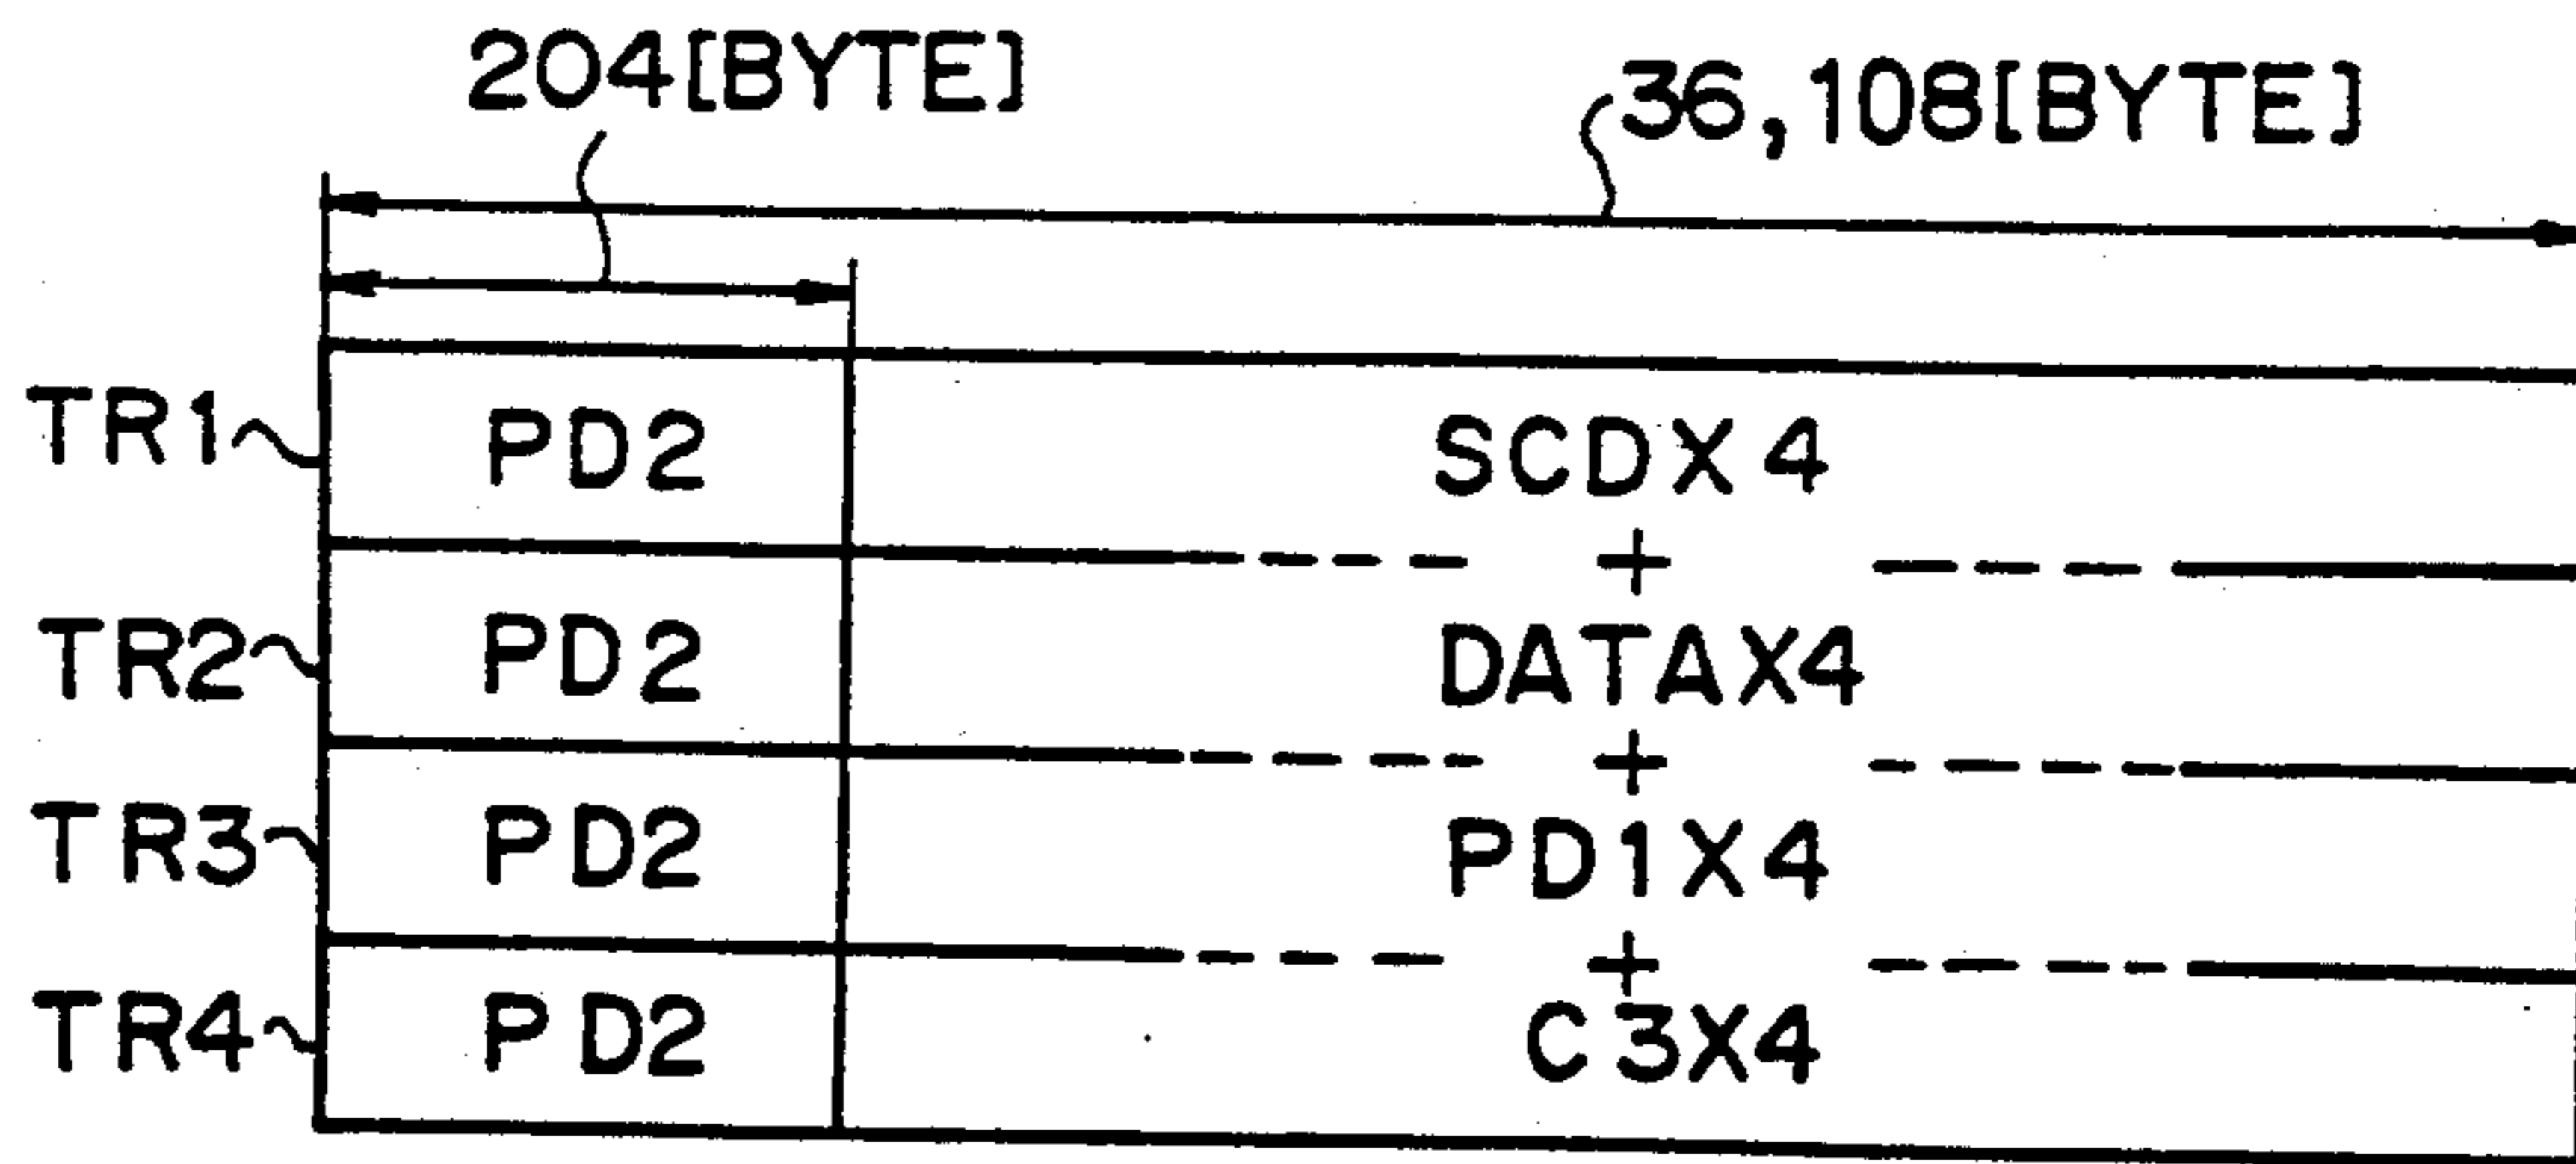 204[BYTE]
36,108[BYTE]
TR1 PD2 SCDX4
+
TR2 PD2 DATAX4
+
TR3 PD2 PD1X4
+
TR4 PD2 C3X4